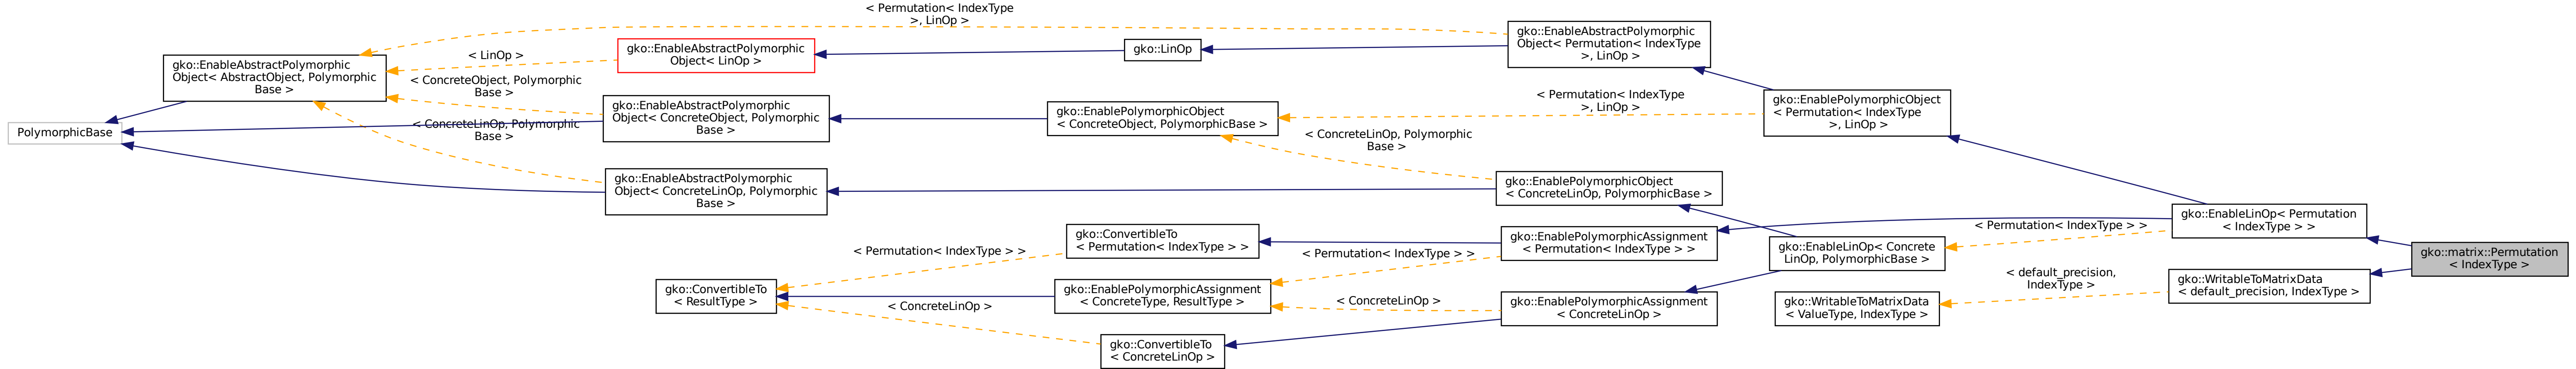 PolymorphicBase
gko::EnableAbstractPolymorphic
Object< AbstractObject, Polymorphic
Base >
< Permutation< IndexType
>, LinOp >
< LinOp >
< ConcreteObject, Polymorphic
Base >
< ConcreteLinOp, Polymorphic
Base >
gko::EnableAbstractPolymorphic
Object< LinOp >
gko::EnableAbstractPolymorphic
Object< ConcreteObject, Polymorphic
Base >
gko::EnableAbstractPolymorphic
Object< ConcreteLinOp, Polymorphic
Base >
gko::ConvertibleTo
< ResultType >
< Permutation< IndexType > >
< ConcreteLinOp >
gko::LinOp
gko::EnablePolymorphicObject
< ConcreteObject, PolymorphicBase >
gko::ConvertibleTo
< Permutation< IndexType > >
gko::EnablePolymorphicAssignment
< ConcreteType, ResultType >
gko::ConvertibleTo
< ConcreteLinOp >
< Permutation< IndexType
>, LinOp >
< ConcreteLinOp, Polymorphic
Base >
< Permutation< IndexType > >
< ConcreteLinOp >
gko::EnableAbstractPolymorphic
Object< Permutation< IndexType
>, LinOp >
gko::EnablePolymorphicObject
< ConcreteLinOp, PolymorphicBase >
gko::EnablePolymorphicAssignment
< Permutation< IndexType > >
gko::EnablePolymorphicAssignment
< ConcreteLinOp >
gko::EnablePolymorphicObject
< Permutation< IndexType
>, LinOp >
gko::EnableLinOp< Concrete
LinOp, PolymorphicBase >
gko::WritableToMatrixData
< ValueType, IndexType >
< Permutation< IndexType > >
< default_precision,
IndexType >
gko::EnableLinOp< Permutation
< IndexType > >
gko::WritableToMatrixData
< default_precision, IndexType >
gko::matrix::Permutation
< IndexType >